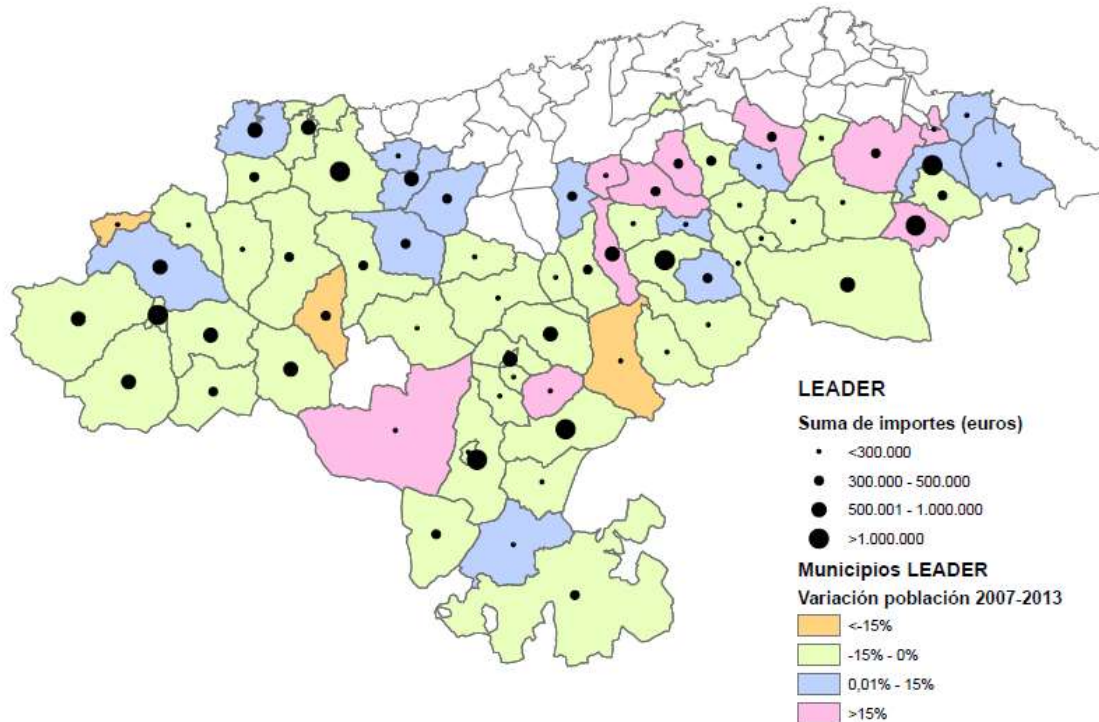 LEADER
Suma de importes (euros)
<300.000
300.000 - 500.000
500.001 - 1.000.000
>1.000.000
Municipios LEADER
Variación población 2007-2013
<-15%
-15% - 0%
0,01% - 15%
>15%